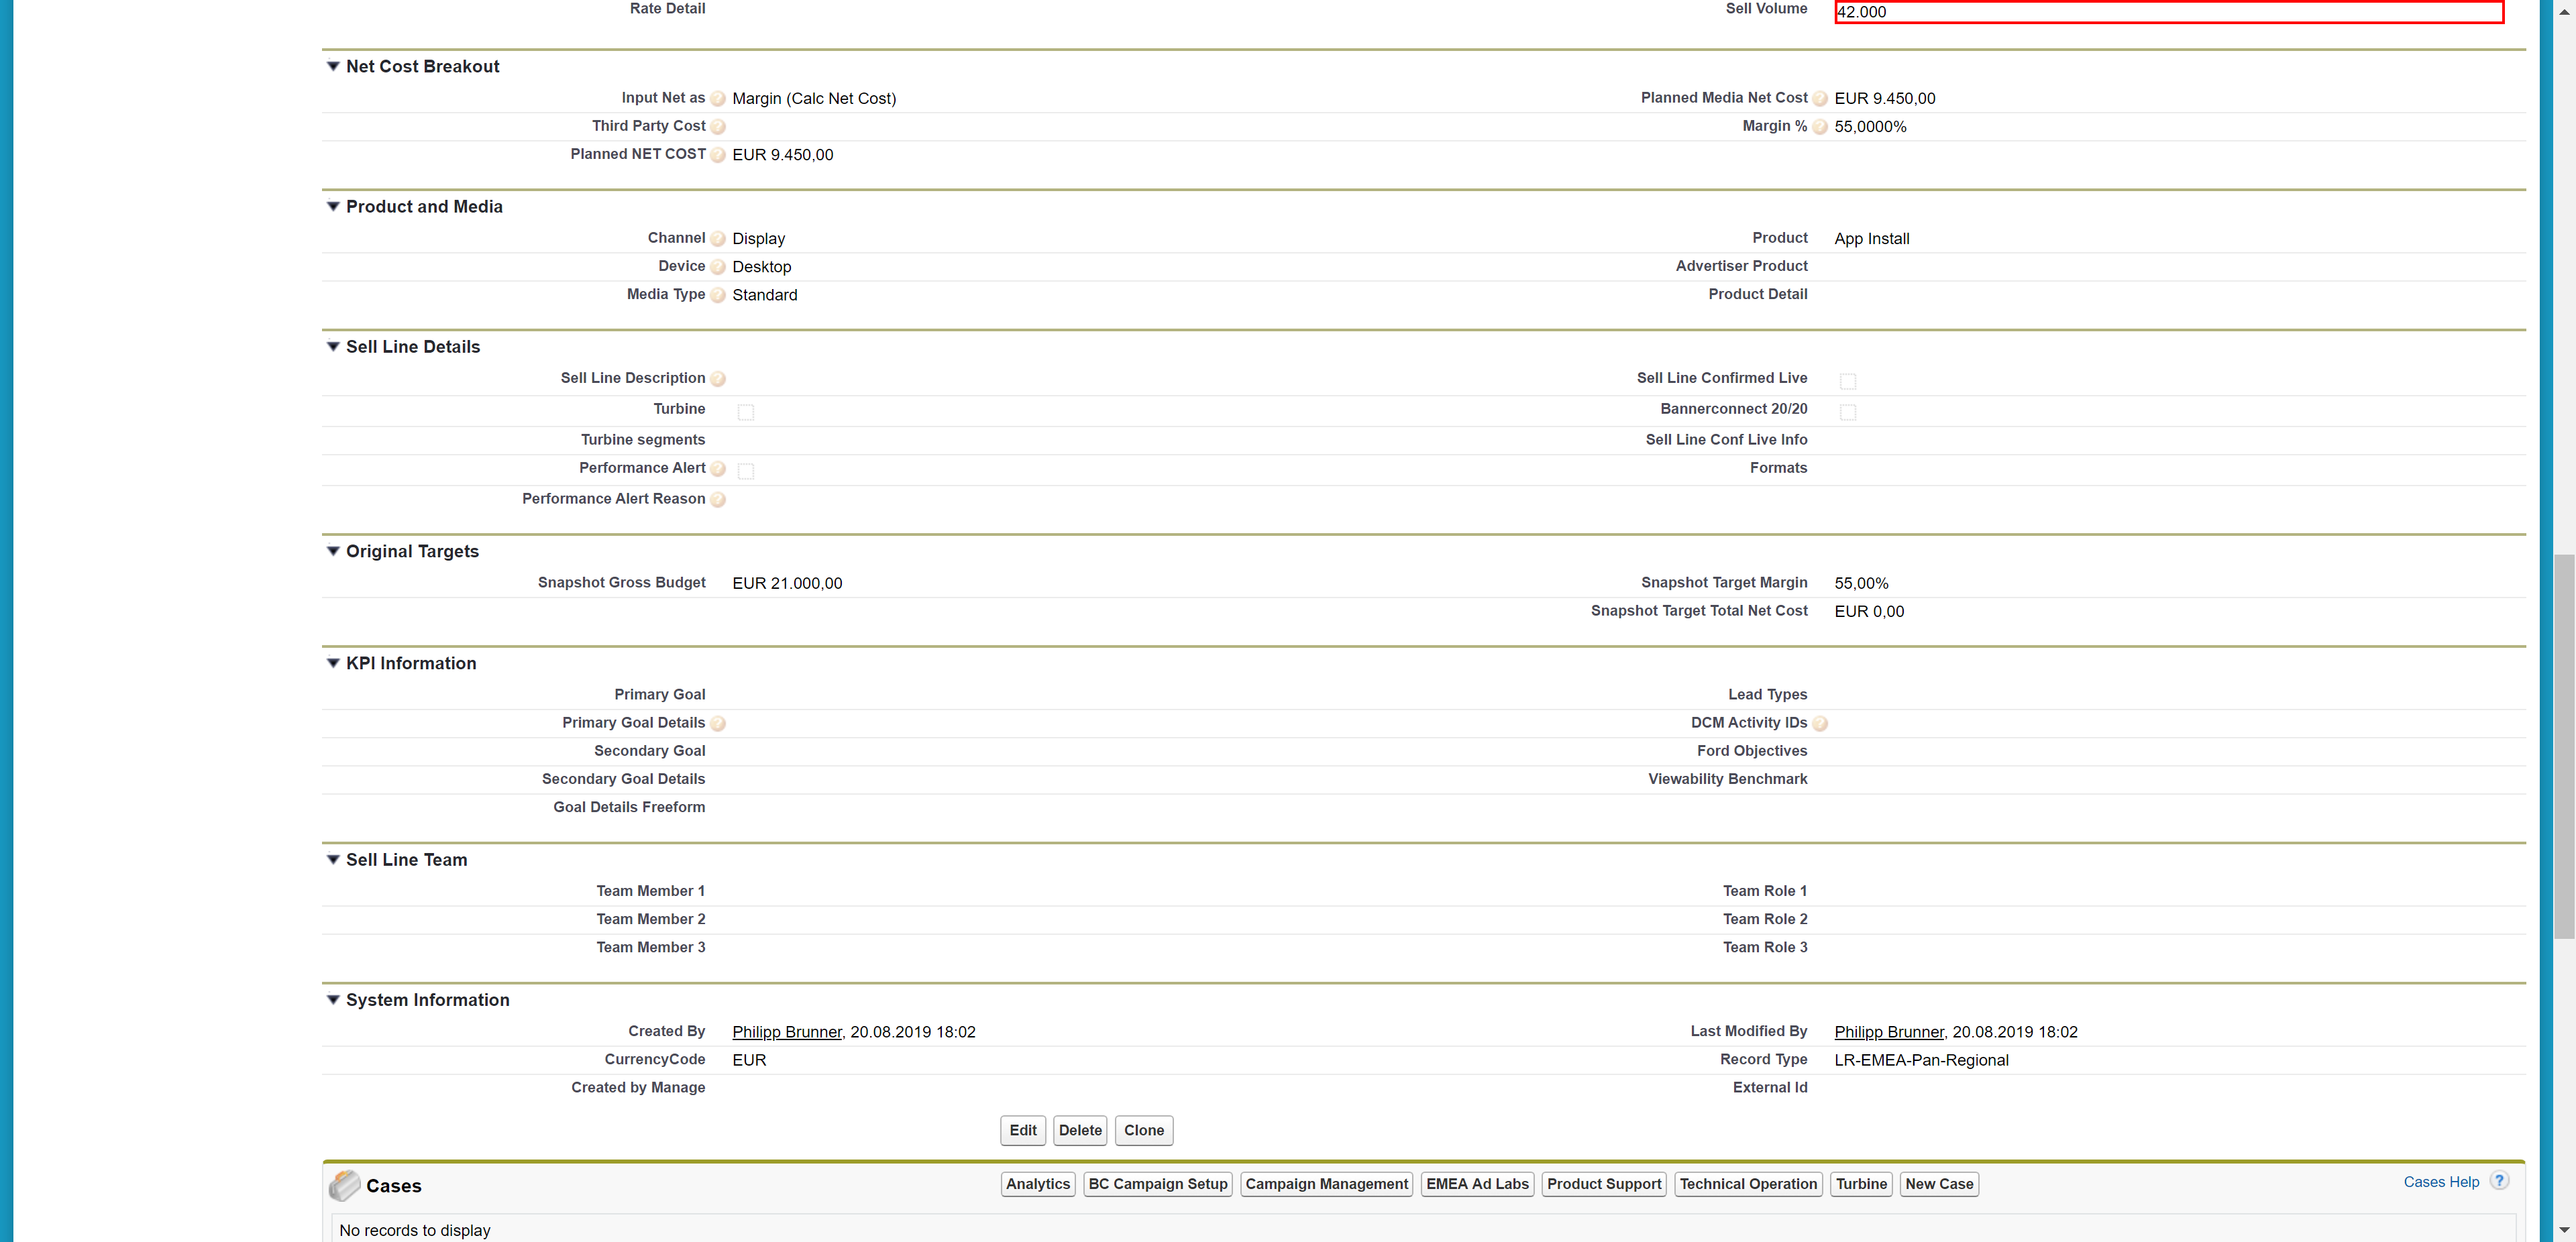 Rate Detail Sell Volume 42.000
Net Cost Breakout
Input Net as ? Margin (Calc Net Cost) Planned Media Net Cost ? EUR 9.450,00
Third Party Cost ? Margin % ? 55,0000%
Planned NET COST ? EUR 9.450,00
Product and Media
Channel ? Display Product App Install
Device ? Desktop Advertiser Product
Media Type ? Standard Product Detail
Sell Line Details
Sell Line Description ? Sell Line Confirmed Live
Turbine Bannerconnect 20/20
Turbine segments Sell Line Conf Live Info
Performance Alert ? Formats
Performance Alert Reason ?
Original Targets
Snapshot Gross Budget EUR 21.000,00 Snapshot Target Margin 55,00%
Snapshot Target Total Net Cost EUR 0,00
KPI Information
Primary Goal Lead Types
Primary Goal Details ? DCM Activity IDs ?
Secondary Goal Ford Objectives
Secondary Goal Details Viewability Benchmark
Goal Details Freeform
Sell Line Team
Team Member 1 Team Role 1
Team Member 2 Team Role 2
Team Member 3 Team Role 3
System Information
Created By Philipp Brunner, 20.08.2019 18:02 Last Modified By Philipp Brunner, 20.08.2019 18:02
CurrencyCode EUR Record Type LR-EMEA-Pan-Regional
Created by Manage External Id
Edit Delete Clone
Cases Analytics BC Campaign Setup Campaign Management EMEA Ad Labs Product Support Technical Operation Turbine New Case Cases Help ?
No records to display